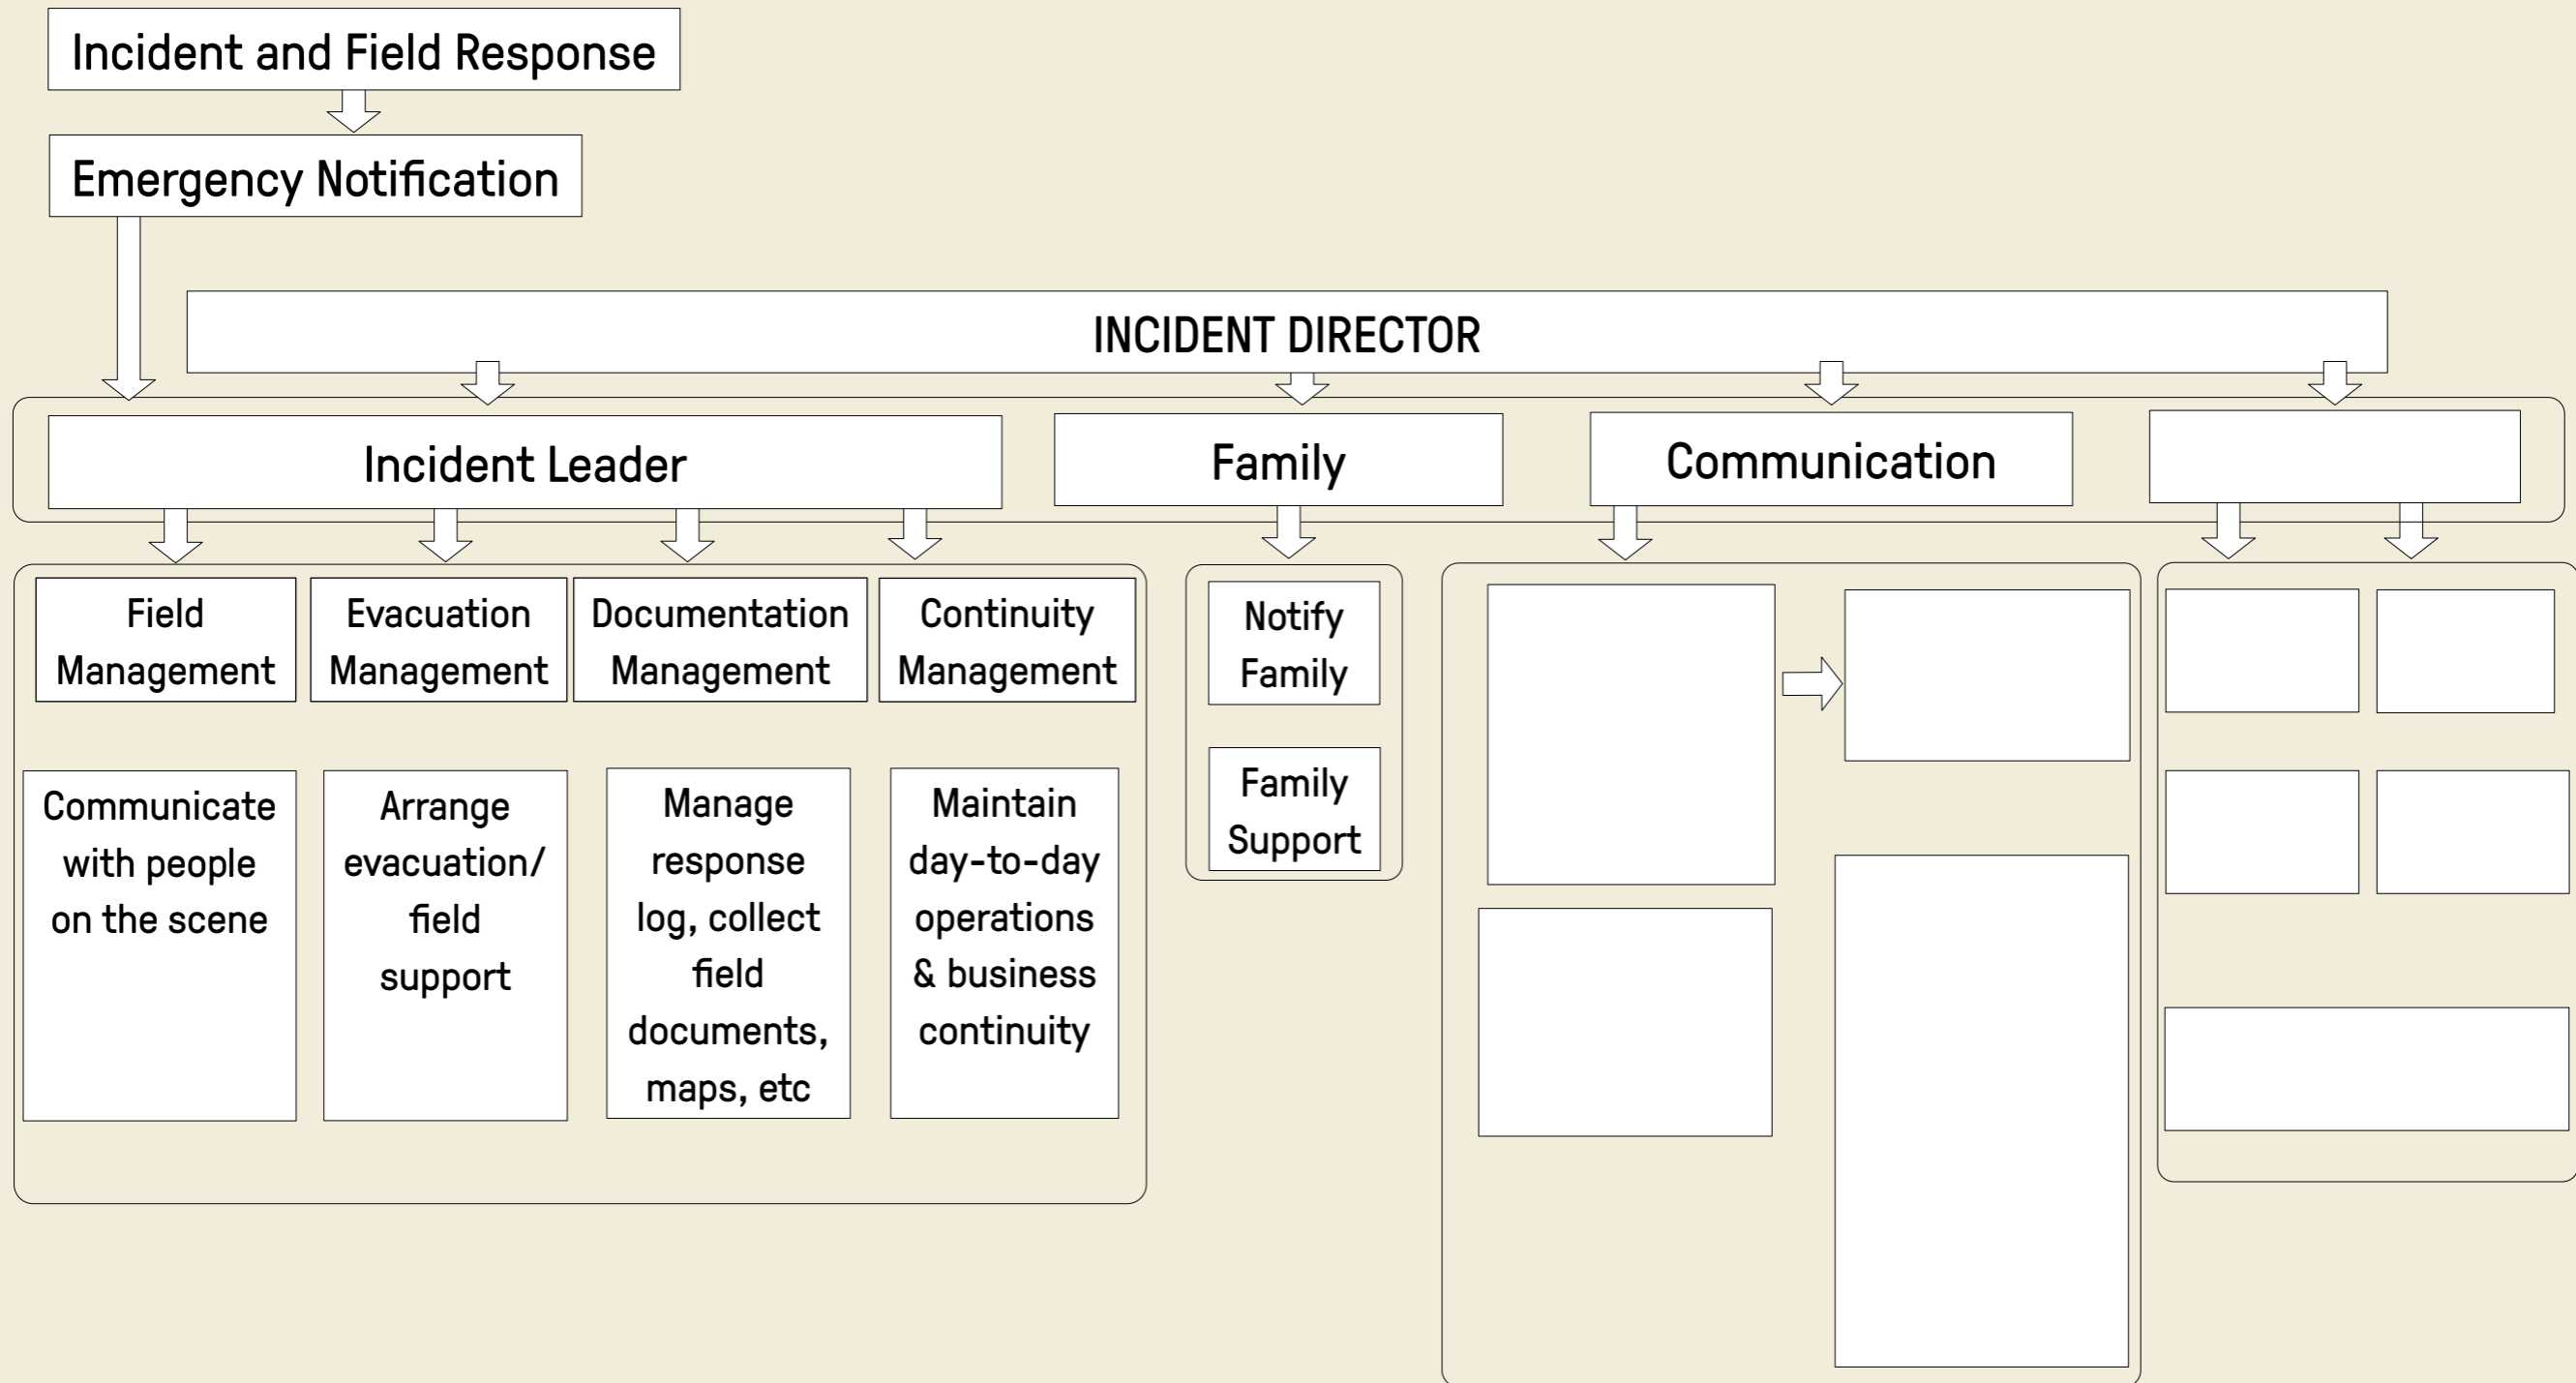 Incident and Field Response
Emergency Notification
INCIDENT DIRECTOR
Incident Leader
Family
Communication
Field
Management
Evacuation
Management
Documentation
Management
Continuity
Management
Notify
Family
Communicate
with people
on the scene
Arrange
evacuation/
field
support
Manage
response
log, collect
field
documents,
maps, etc
Maintain
day-to-day
operations
& business
continuity
Family
Support